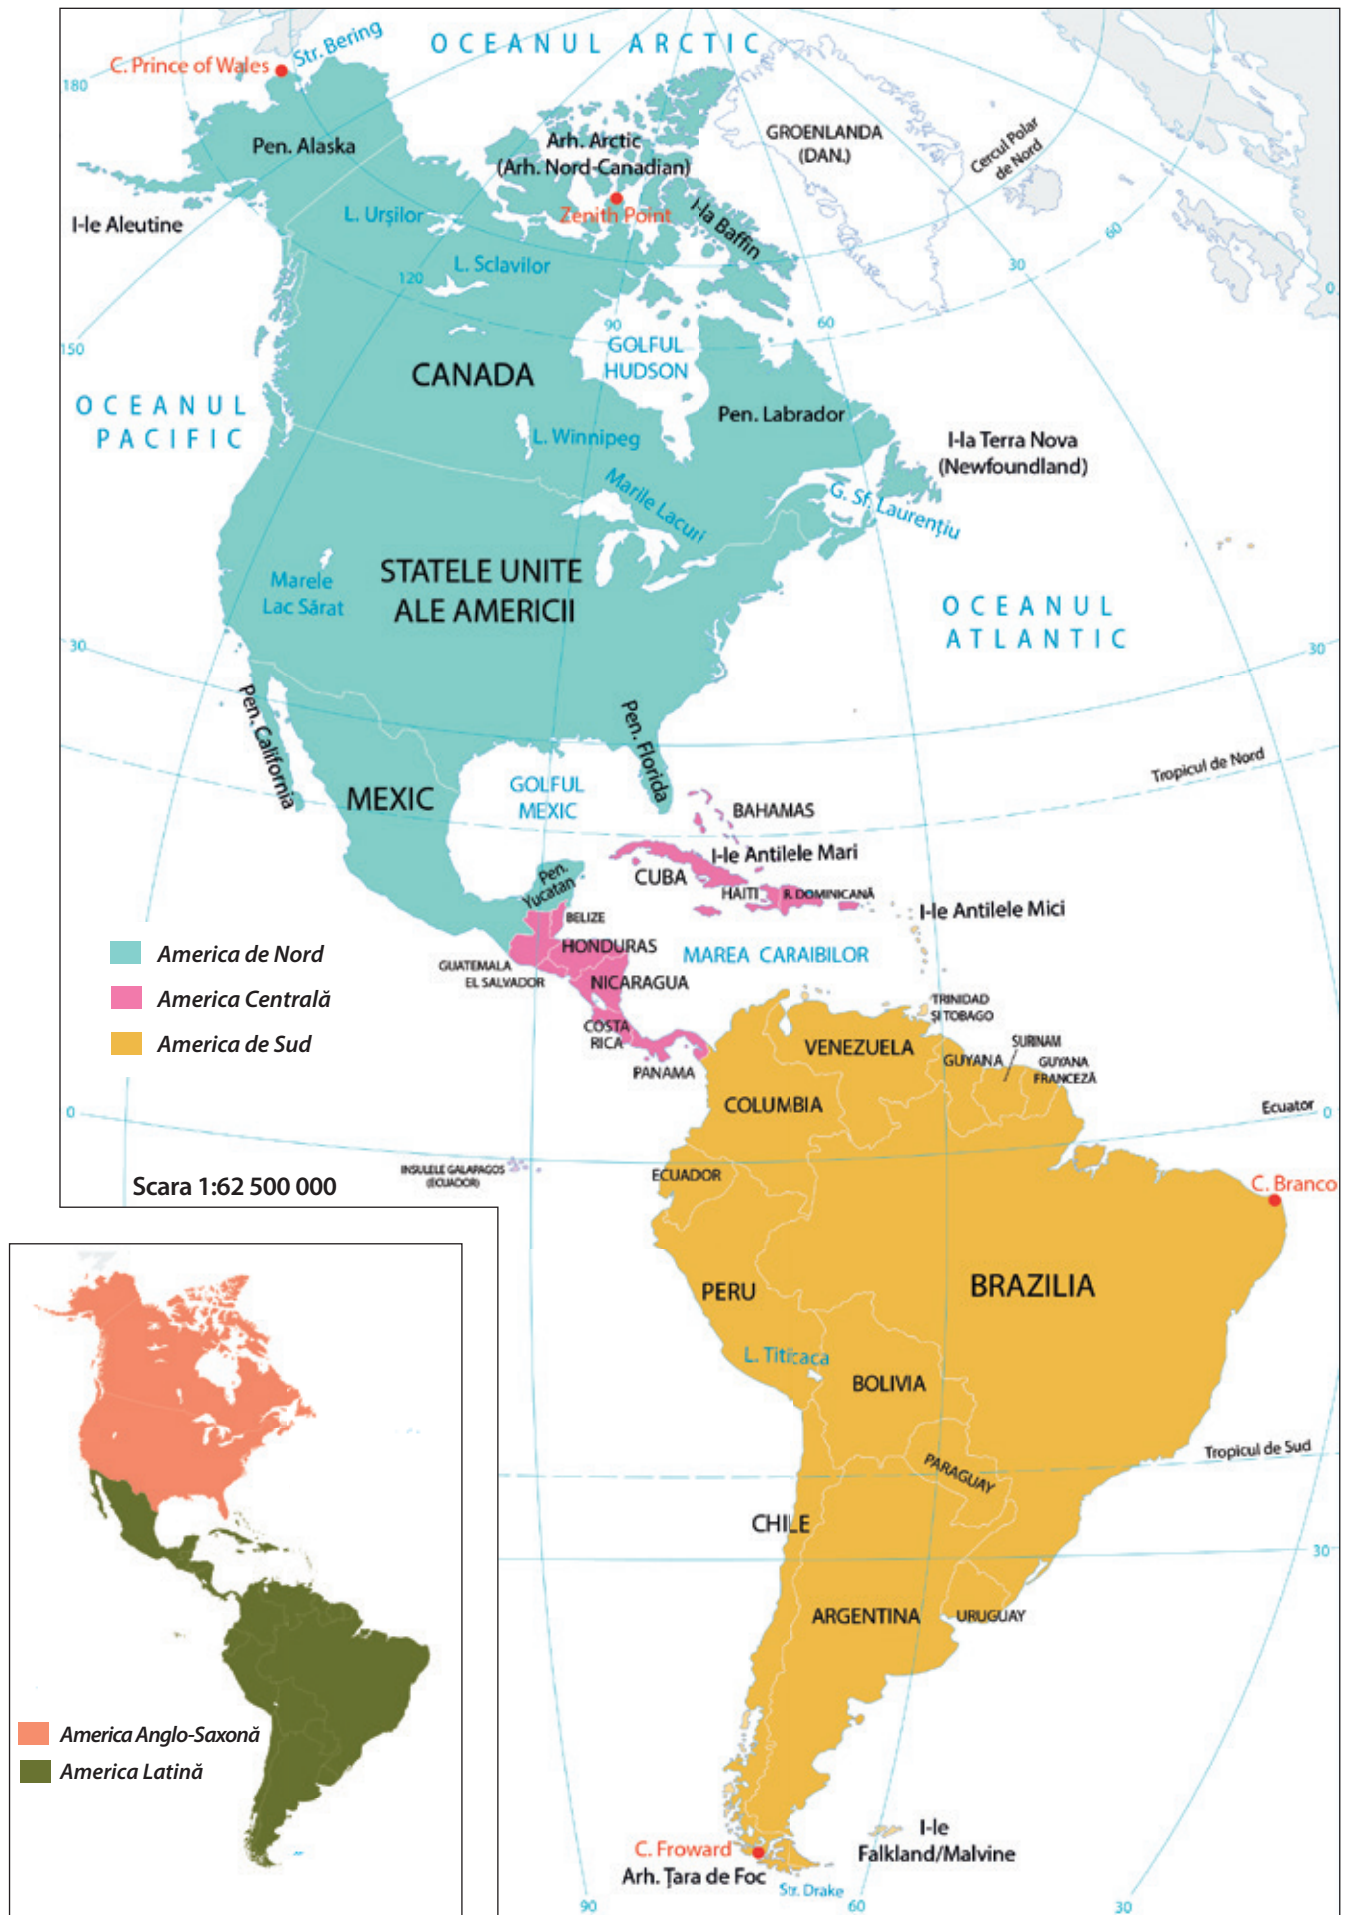 OCEANUL ARCTIC
Str. Bering
C. Prince of Wales
180
Pen. Alaska
Arh. Arctic
(Arh. Nord-Canadian)
GROENLANDA
(DAN.)
Cercul Polar
de Nord
Zenith Point
I-la Baffin
I-le Aleutine
L. Urșilor
60
L. Sclavilor
120
30
0
90
60
150
GOLFUL
HUDSON
CANADA
OCEANUL
PACIFIC
Pen. Labrador
L. Winnipeg
I-la Terra Nova
(Newfoundland)
Marile Lacuri
G. Sf. Laurențiu
STATELE UNITE
ALE AMERICII
Marele
Lac Sărat
OCEANUL
ATLANTIC
30
30
Pen. California
Pen. Florida
Tropicul de Nord
MEXIC
GOLFUL
MEXIC
BAHAMAS
I-le Antilele Mari
CUBA
Pen.
Yucatan
HAITI
R. DOMINICANĂ
I-le Antilele Mici
BELIZE
HONDURAS
MAREA CARAIBILOR
GUATEMALA
EL SALVADOR
NICARAGUA
America de Nord
America Centrală
America de Sud
TRINIDAD
ȘI TOBAGO
COSTA
RICA
PANAMA
VENEZUELA
SURINAM
GUYANA
GUYANA
FRANCEZĂ
COLUMBIA
0
Ecuator
0
INSULELE GALAPAGOS
(ECUADOR)
ECUADOR
Scara 1:62 500 000
C. Branco
PERU
BRAZILIA
L. Titicaca
BOLIVIA
Tropicul de Sud
PARAGUAY
CHILE
30
ARGENTINA
URUGUAY
America Anglo-Saxonă
America Latină
I-le
Falkland/Malvine
C. Froward
Arh. Țara de Foc
Str. Drake
90
60
30